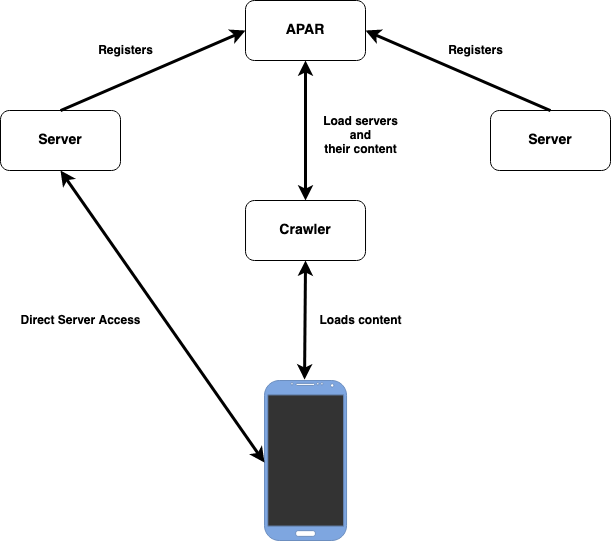 APAR
Registers
Registers
Load servers
and
their content
Server
Server
Crawler
Direct Server Access
Loads content